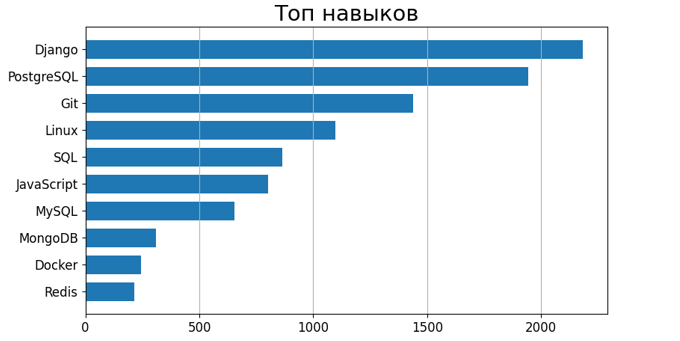 Топ навыков
Django
PostgreSQL
Git
Linux
SQL
JavaScript
MySQL
MongoDB
Docker
Redis
0 500 1000 1500 2000